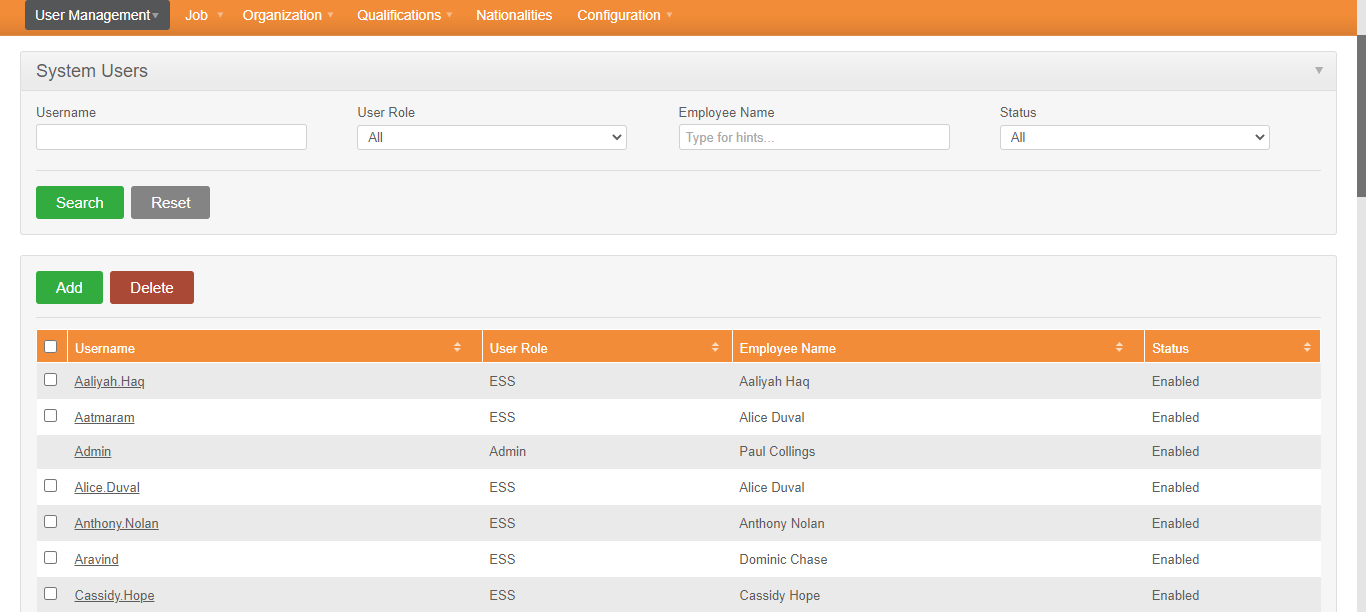 User Management Job Organization Qualifications Nationalities Configuration
System Users
Username User Role Employee Name Status
All Type for hints... All
Search Reset
Add Delete
Username User Role Employee Name Status
Aaliyah.Haq ESS Aaliyah Haq Enabled
Aatmaram ESS Alice Duval Enabled
Admin Admin Paul Collings Enabled
Alice.Duval ESS Alice Duval Enabled
Anthony.Nolan ESS Anthony Nolan Enabled
Aravind ESS Dominic Chase Enabled
Cassidy.Hope ESS Cassidy Hope Enabled